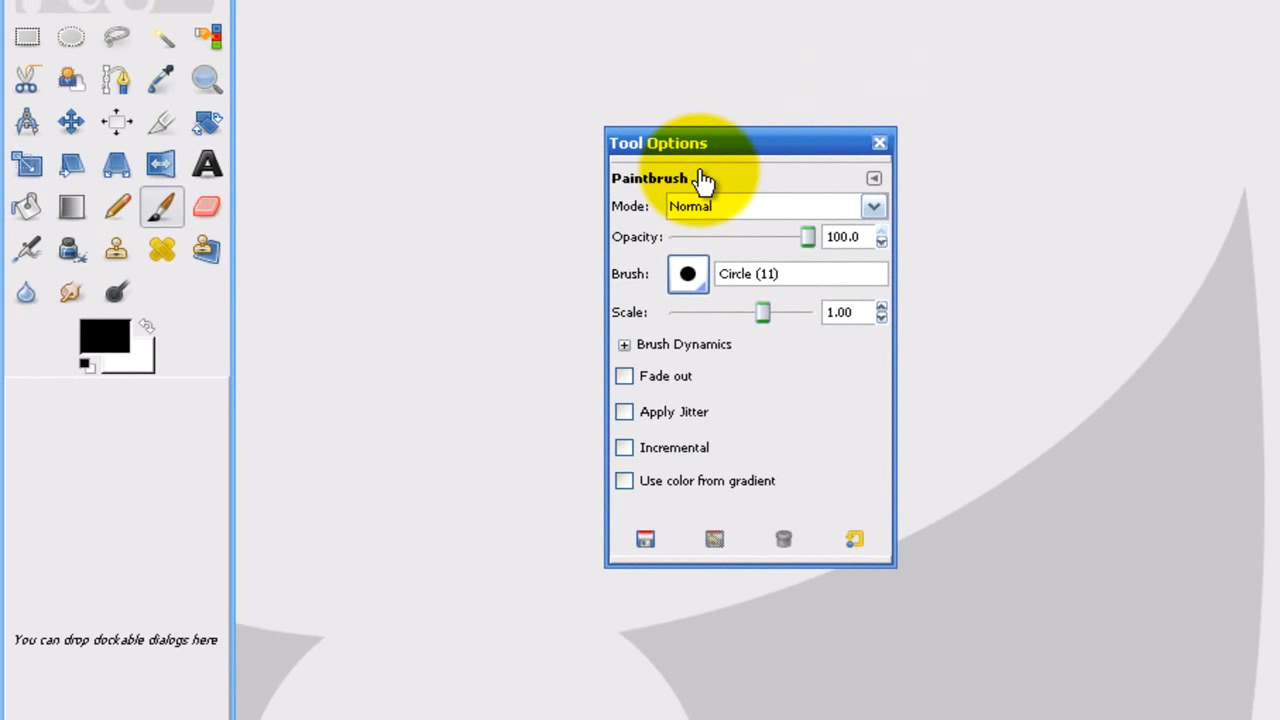 Tool Options
Paintbrush
Mode: Normal
Opacity: 100.0
Brush: Circle (11)
Scale: 1.00
Brush Dynamics
Fade out
Apply Jitter
Incremental
Use color from gradient
You can drop dockable dialogs here